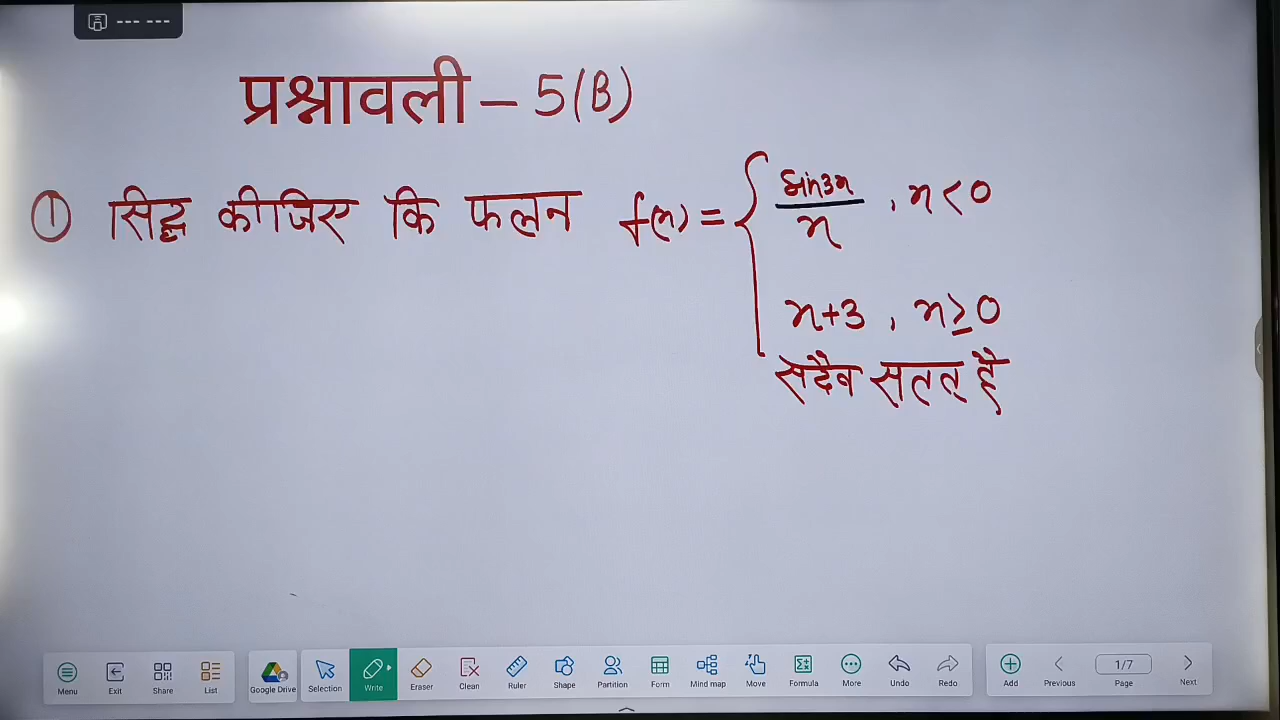 --- ---
प्रश्नावली – 5(B)
① सिद्ध कीजिए कि फलन f(x) = { sin3x / x , x < 0
x+3 , x ≥ 0
सदैव सतत् है
Menu Exit Share List Google Drive Selection Write Eraser Clean Ruler Shape Partition Form Mind map Move Formula More Undo Redo Add Previous 1/7 Page Next